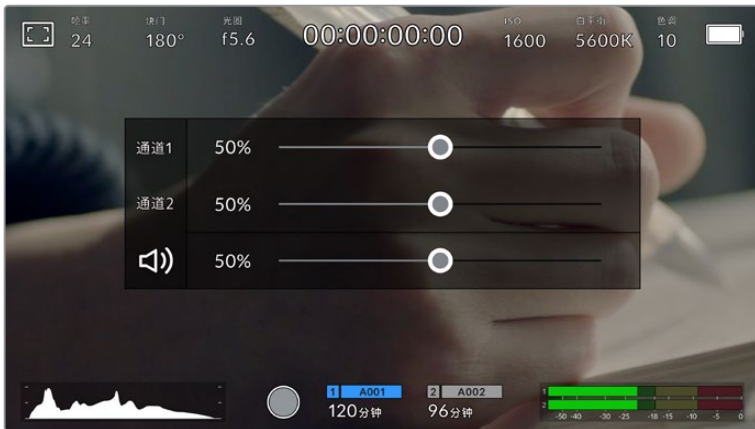 帧率 快门 光圈 ISO 白平衡 色调
24 180° f5.6 00:00:00:00 1600 5600K 10
通道1 50%
通道2 50%
50%
1 A001 2 A002
120分钟 96分钟
1
2
-50 -40 -30 -25 -18 -15 -10 -5 0